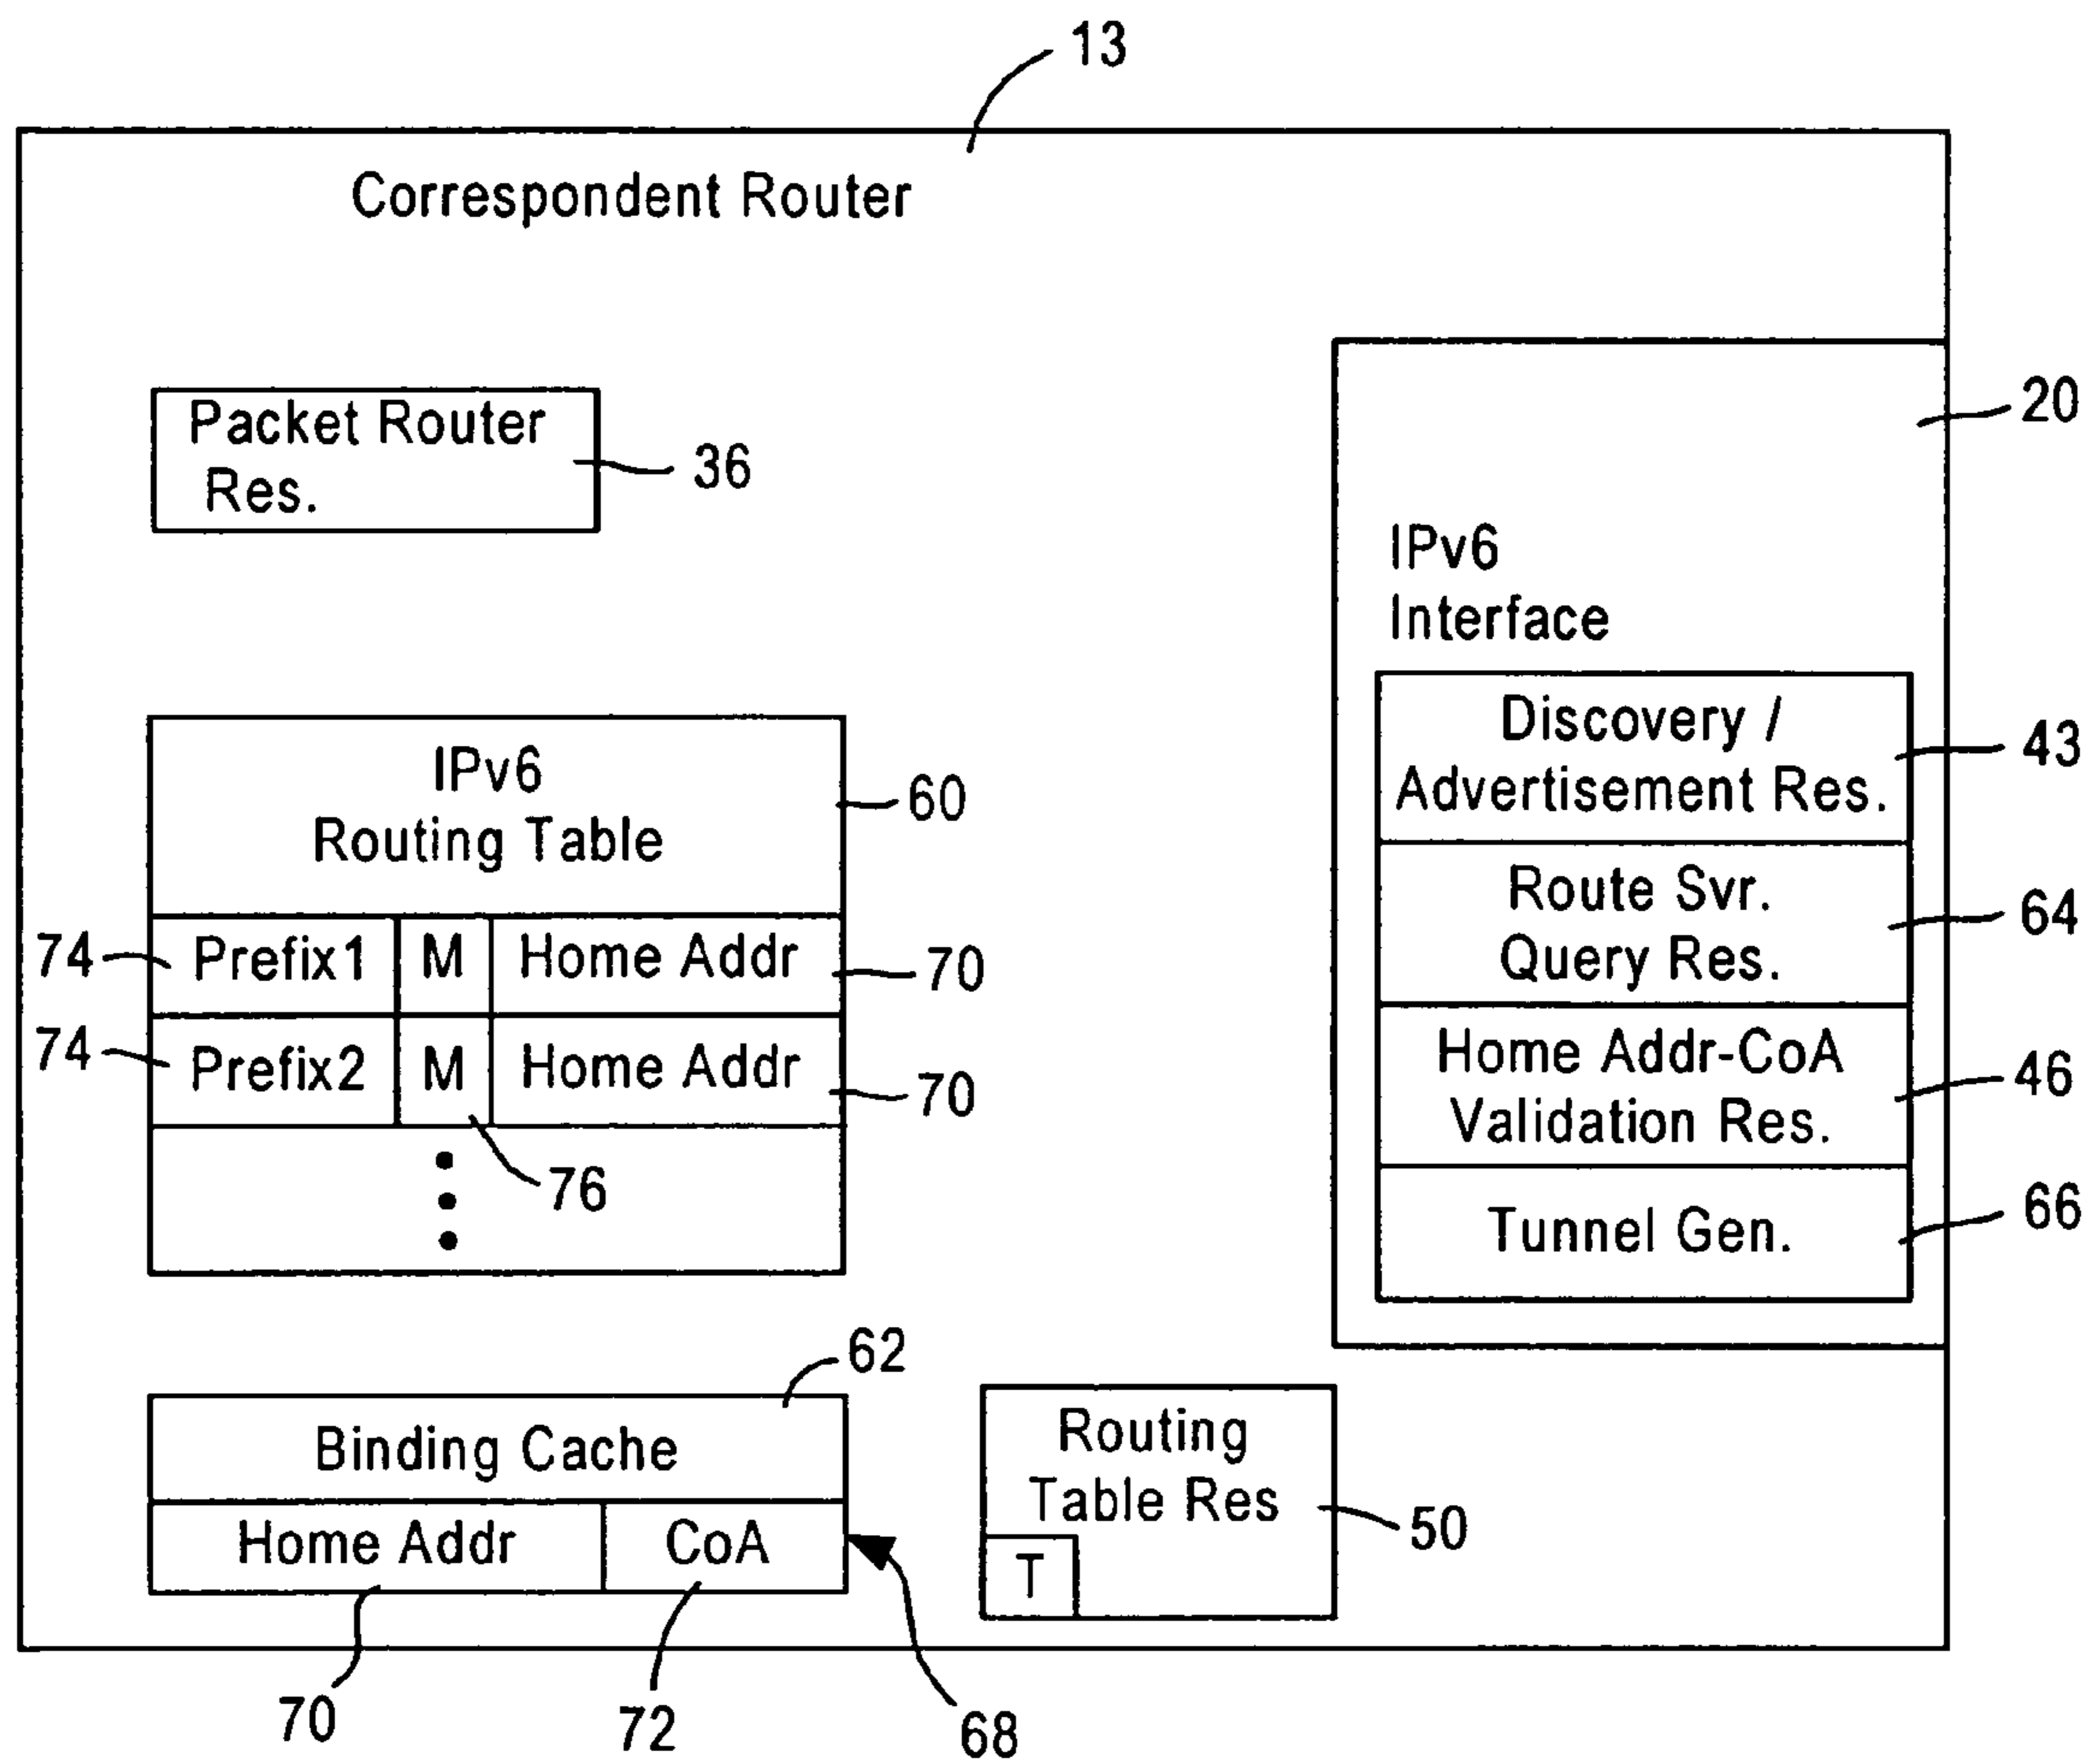 13
Correspondent Router
Packet Router
Res.
36
20
IPv6
Interface
Discovery /
Advertisement Res.
43
Route Svr.
Query Res.
64
Home Addr-CoA
Validation Res.
46
Tunnel Gen.
66
IPv6
Routing Table
60
74 Prefix1 M Home Addr 70
74 Prefix2 M Home Addr 70
76
62
Binding Cache
Home Addr CoA
70
72
68
Routing
Table Res
T
50